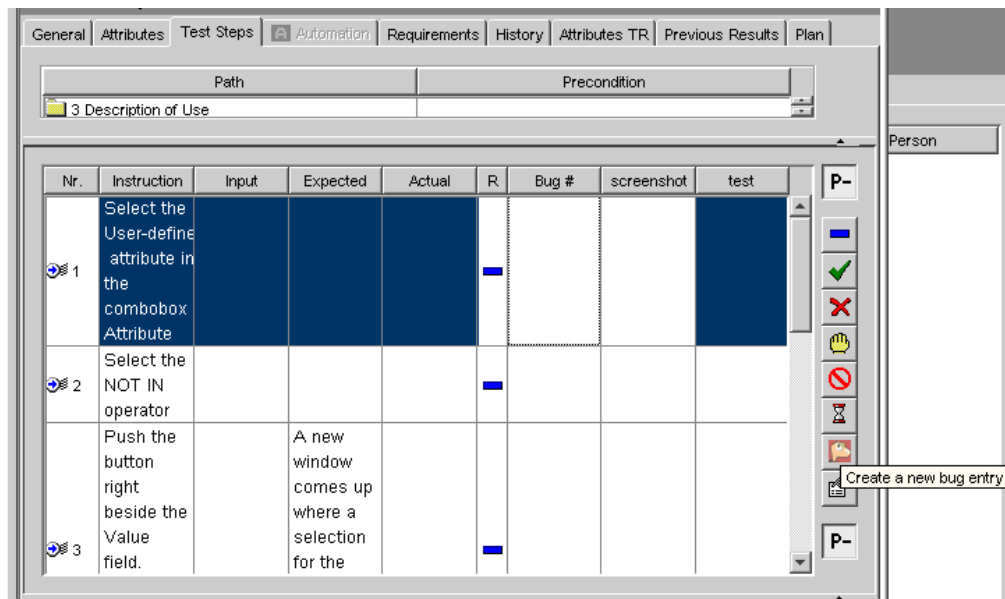 General Attributes Test Steps A Automation Requirements History Attributes TR Previous Results Plan
Path Precondition
3 Description of Use
Person
Nr. Instruction Input Expected Actual R Bug # screenshot test
P-
1
Select the
User-define
attribute in
the
combobox
Attribute
2
Select the
NOT IN
operator
3
Push the
button
right
beside the
Value
field.
A new
window
comes up
where a
selection
for the
Create a new bug entry
P-